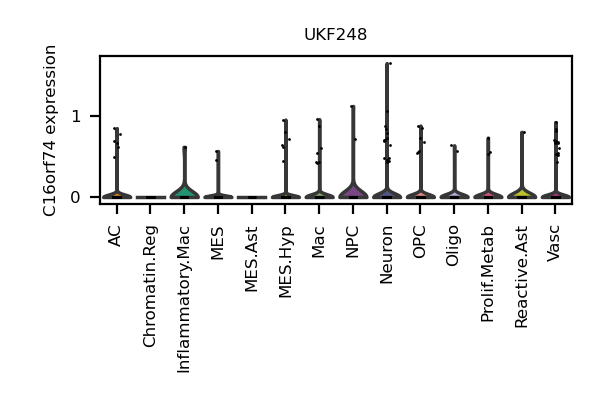 UKF248
C16orf74 expression
1
0
AC
Chromatin.Reg
Inflammatory.Mac
MES
MES.Ast
MES.Hyp
Mac
NPC
Neuron
OPC
Oligo
Prolif.Metab
Reactive.Ast
Vasc